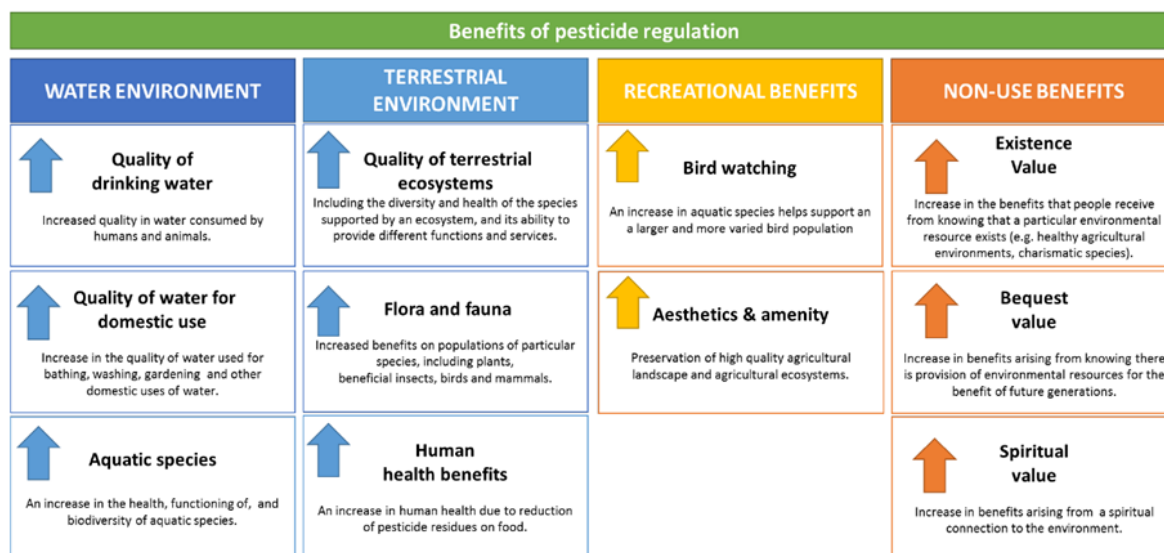 Benefits of pesticide regulation
WATER ENVIRONMENT
Quality of
drinking water
Increased quality in water consumed by
humans and animals.
Quality of water for
domestic use
Increase in the quality of water used for
bathing, washing, gardening and other
domestic uses of water.
Aquatic species
An increase in the health, functioning of, and
biodiversity of aquatic species.
TERRESTRIAL
ENVIRONMENT
Quality of terrestrial
ecosystems
Including the diversity and health of the species
supported by an ecosystem, and its ability to
provide different functions and services.
Flora and fauna
Increased benefits on populations of particular
species, including plants,
beneficial insects, birds and mammals.
Human
health benefits
An increase in human health due to reduction
of pesticide residues on food.
RECREATIONAL BENEFITS
Bird watching
An increase in aquatic species helps support an
a larger and more varied bird population
Aesthetics & amenity
Preservation of high quality agricultural
landscape and agricultural ecosystems.
NON-USE BENEFITS
Existence
Value
Increase in the benefits that people receive
from knowing that a particular environmental
resource exists (e.g. healthy agricultural
environments, charismatic species).
Bequest
value
Increase in benefits arising from knowing there
is provision of environmental resources for the
benefit of future generations.
Spiritual
value
Increase in benefits arising from a spiritual
connection to the environment.